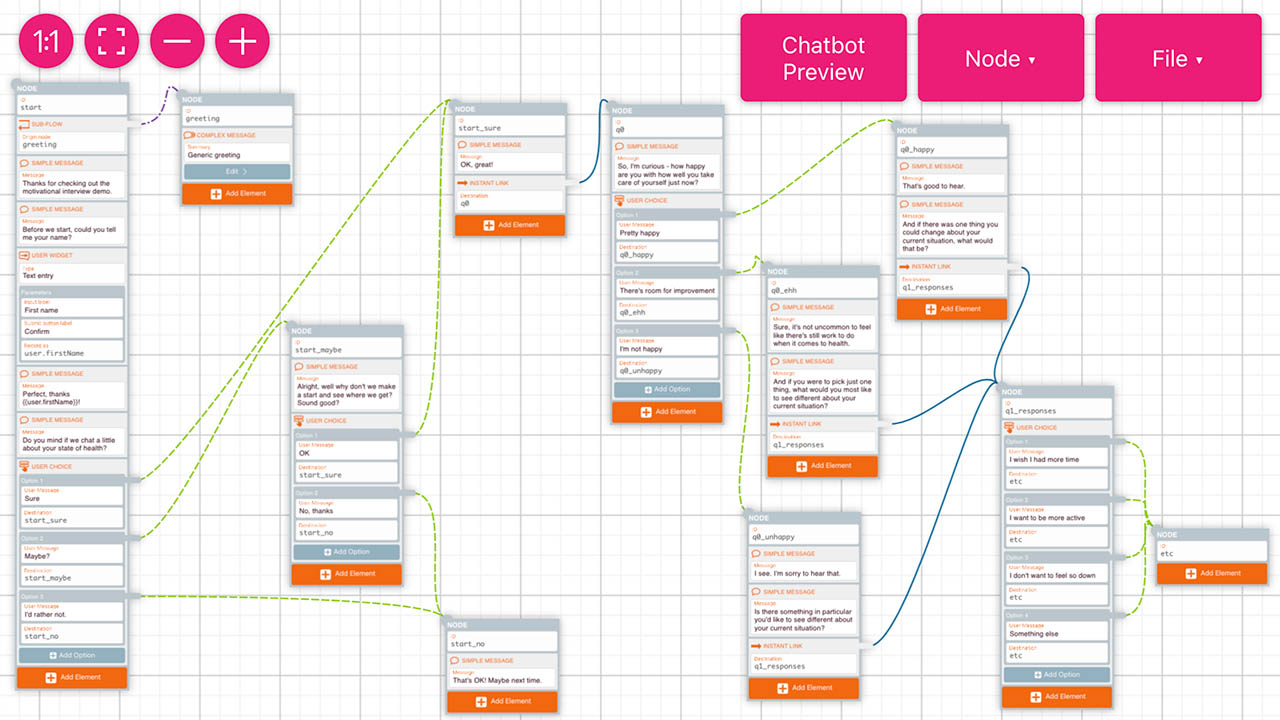 1:1
Chatbot
Preview
Node ▾
File ▾
NODE
start
SUB-FLOW
Origin node
greeting
SIMPLE MESSAGE
Message
Thanks for checking out the
motivational interview demo.
SIMPLE MESSAGE
Message
Before we start, could you tell
me your name?
USER WIDGET
Type
Text entry
Parameters
Input label
First name
Submit button label
Confirm
Record as
user.firstName
SIMPLE MESSAGE
Message
Perfect, thanks
{{user.firstName}}!
SIMPLE MESSAGE
Message
Do you mind if we chat a little
about your state of health?
USER CHOICE
Option 1
User Message
Sure
Destination
start_sure
Option 2
User Message
Maybe?
Destination
start_maybe
Option 3
User Message
I'd rather not.
Destination
start_no
Add Option
Add Element
NODE
greeting
COMPLEX MESSAGE
Summary
Generic greeting
Edit >
Add Element
NODE
start_maybe
SIMPLE MESSAGE
Message
Alright, well why don't we make
a start and see where we get?
Sound good?
USER CHOICE
Option 1
User Message
OK
Destination
start_sure
Option 2
User Message
No, thanks
Destination
start_no
Add Option
Add Element
NODE
start_sure
SIMPLE MESSAGE
Message
OK, great!
INSTANT LINK
Destination
q0
Add Element
NODE
start_no
SIMPLE MESSAGE
Message
That's OK! Maybe next time.
Add Element
NODE
q0
SIMPLE MESSAGE
Message
So, I'm curious - how happy
are you with how well you take
care of yourself just now?
USER CHOICE
Option 1
User Message
Pretty happy
Destination
q0_happy
Option 2
User Message
There's room for improvement
Destination
q0_ehh
Option 3
User Message
I'm not happy
Destination
q0_unhappy
Add Option
Add Element
NODE
q0_ehh
SIMPLE MESSAGE
Message
Sure, it's not uncommon to feel
like there's still work to do
when it comes to health.
SIMPLE MESSAGE
Message
And if you were to pick just one
thing, what would you most like
to see different about your
current situation?
INSTANT LINK
Destination
q1_responses
Add Element
NODE
q0_unhappy
SIMPLE MESSAGE
Message
I see. I'm sorry to hear that.
SIMPLE MESSAGE
Message
Is there something in particular
you'd like to see different about
your current situation?
INSTANT LINK
Destination
q1_responses
Add Element
NODE
q0_happy
SIMPLE MESSAGE
Message
That's good to hear.
SIMPLE MESSAGE
Message
And if there was one thing you
could change about your
current situation, what would
that be?
INSTANT LINK
Destination
q1_responses
Add Element
NODE
q1_responses
USER CHOICE
Option 1
User Message
I wish I had more time
Destination
etc
Option 2
User Message
I want to be more active
Destination
etc
Option 3
User Message
I don't want to feel so down
Destination
etc
Option 4
User Message
Something else
Destination
etc
Add Option
Add Element
NODE
etc
Add Element